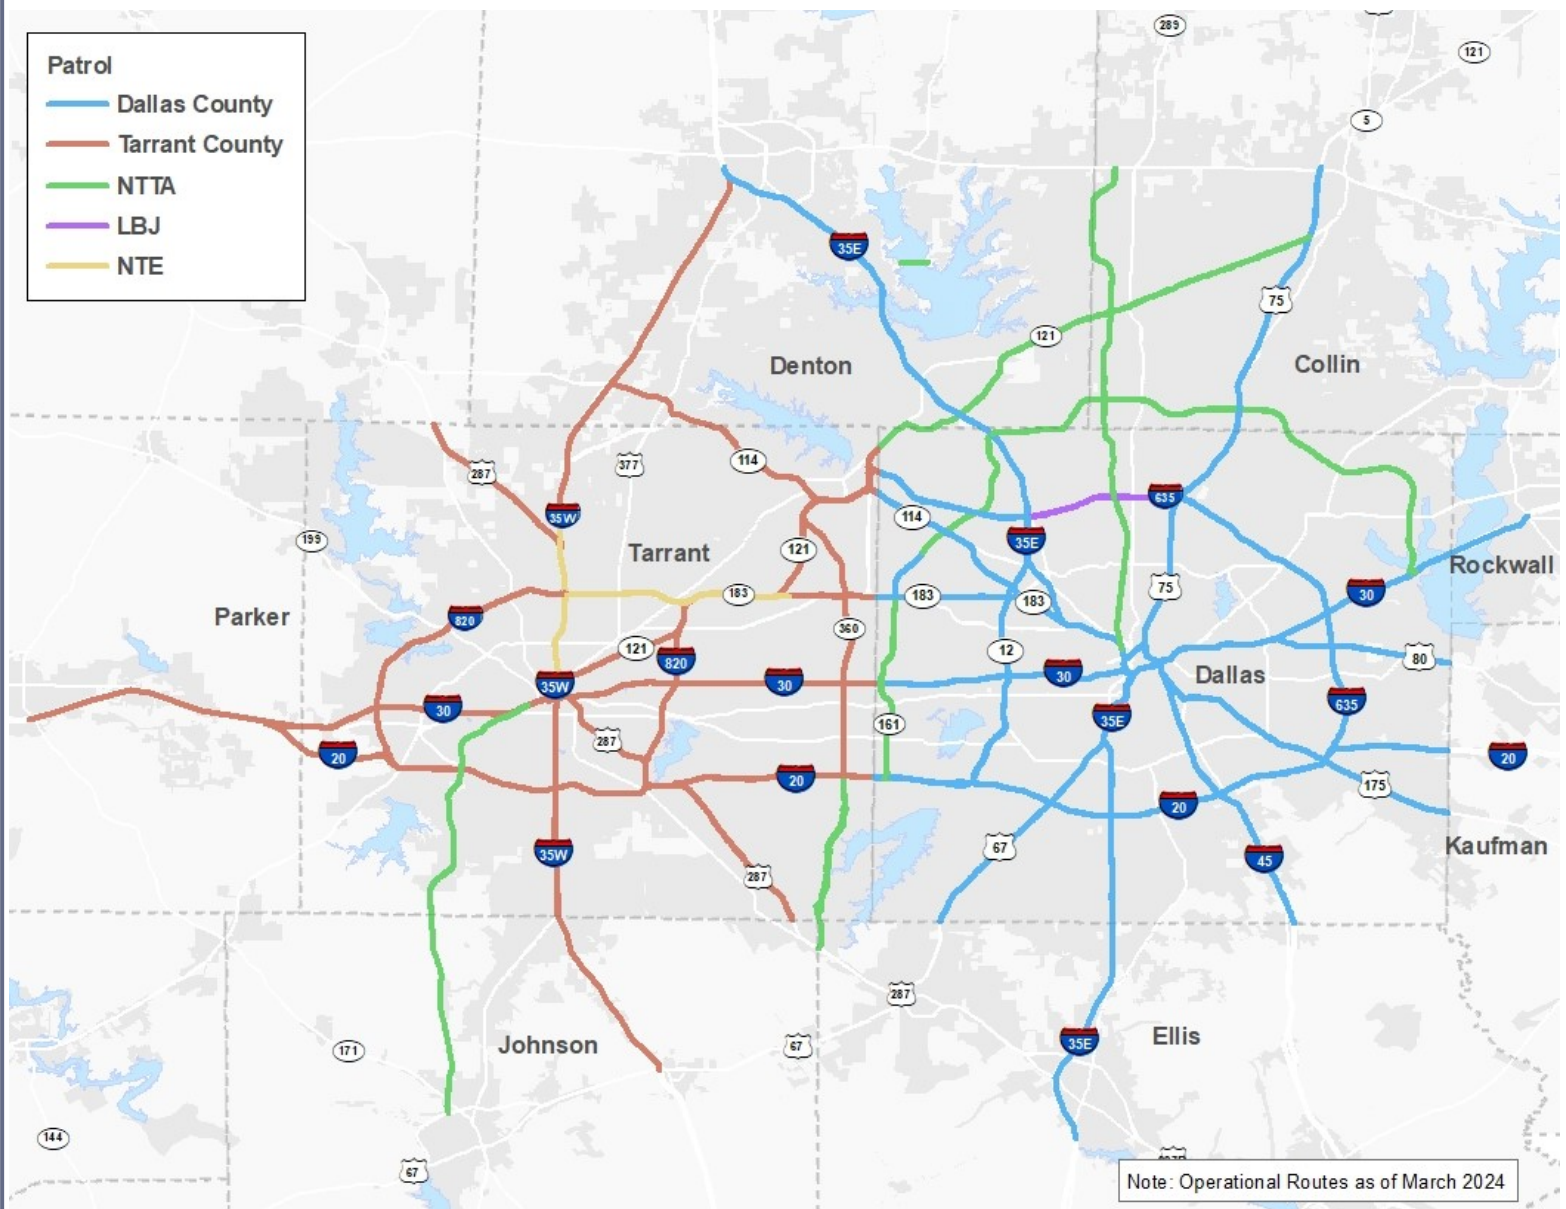 Patrol
Dallas County
Tarrant County
NTTA
LBJ
NTE
289
121
5
35E
75
121
Denton
Collin
287
377
114
635
35W
114
199
Tarrant
121
35E
Rockwall
75
30
820
183
183
183
Parker
360
121
12
80
820
30
Dallas
35W
30
30
635
35E
161
287
20
20
20
175
20
67
Kaufman
35W
45
287
287
Johnson
171
67
35E
Ellis
144
67
Note: Operational Routes as of March 2024